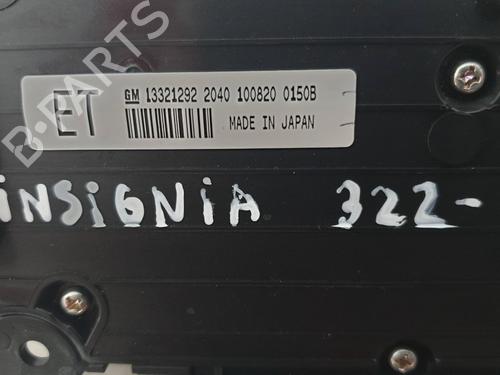 B-PARTS
ET
GM 13321292 2040 100820 0150B
MADE IN JAPAN
iNSiGNiA 322-